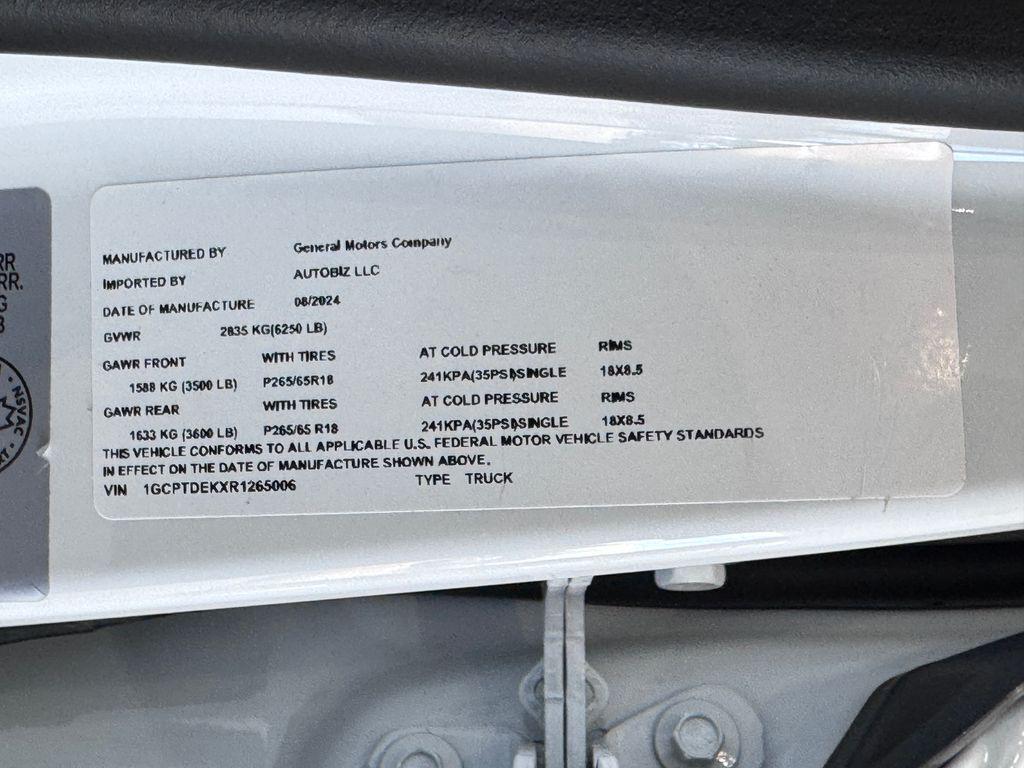 RR
RR.
G
3
NSVAC
MANUFACTURED BY General Motors Company
IMPORTED BY AUTOBIZ LLC
DATE OF MANUFACTURE 08/2024
GVWR 2835 KG(6250 LB)
GAWR FRONT WITH TIRES AT COLD PRESSURE RIMS
1588 KG (3500 LB) P265/65R18 241KPA(35PSI)SINGLE 18X8.5
GAWR REAR WITH TIRES AT COLD PRESSURE RIMS
1633 KG (3600 LB) P265/65 R18 241KPA(35PSI)SINGLE 18X8.5
THIS VEHICLE CONFORMS TO ALL APPLICABLE U.S. FEDERAL MOTOR VEHICLE SAFETY STANDARDS
IN EFFECT ON THE DATE OF MANUFACTURE SHOWN ABOVE.
VIN 1GCPTDEKXR1265006 TYPE TRUCK